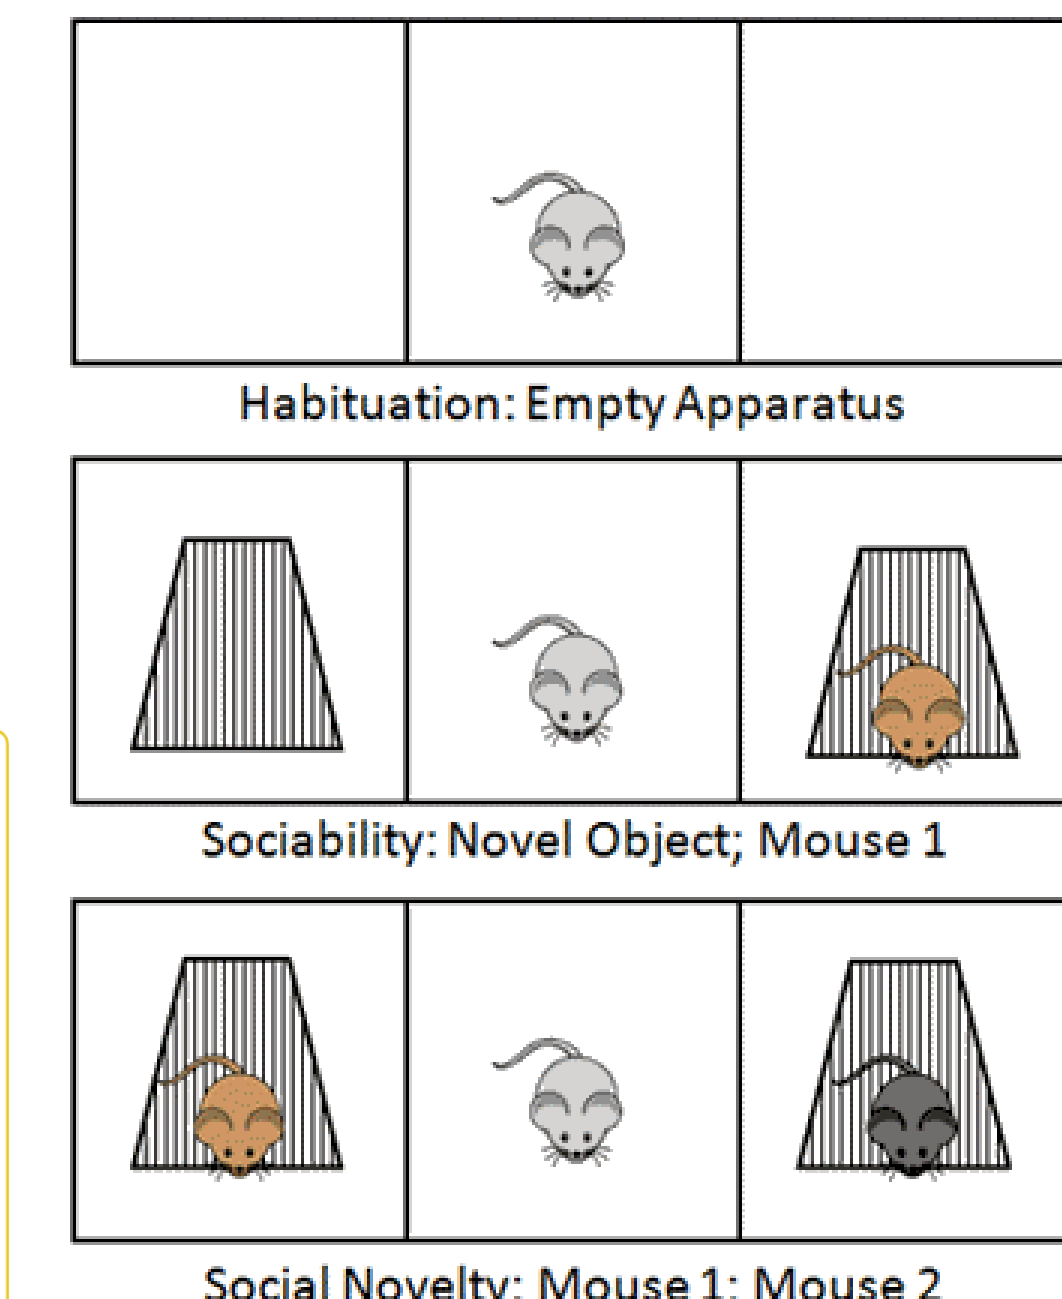 Habituation: Empty Apparatus
Sociability: Novel Object; Mouse 1
Social Novelty: Mouse 1; Mouse 2